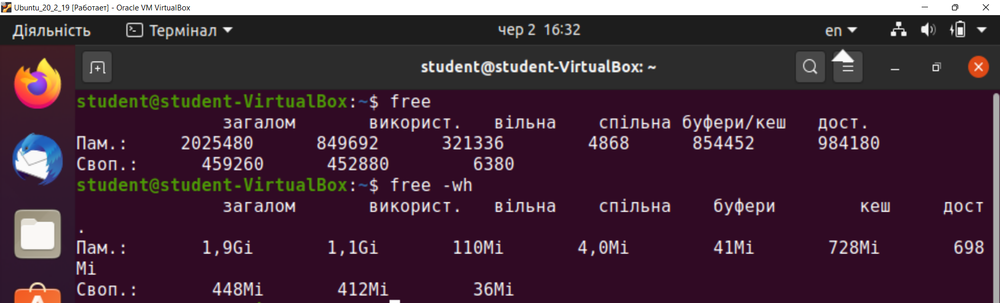 Ubuntu_20_2_19 [Работает] - Oracle VM VirtualBox
Діяльність Термінал чер 2 16:32 en
student@student-VirtualBox: ~
student@student-VirtualBox:~$ free
загалом використ. вільна спільна буфери/кеш дост.
Пам.: 2025480 849692 321336 4868 854452 984180
Своп.: 459260 452880 6380
student@student-VirtualBox:~$ free -wh
загалом використ. вільна спільна буфери кеш дост
.
Пам.: 1,9Gi 1,1Gi 110Mi 4,0Mi 41Mi 728Mi 698
Mi
Своп.: 448Mi 412Mi 36Mi